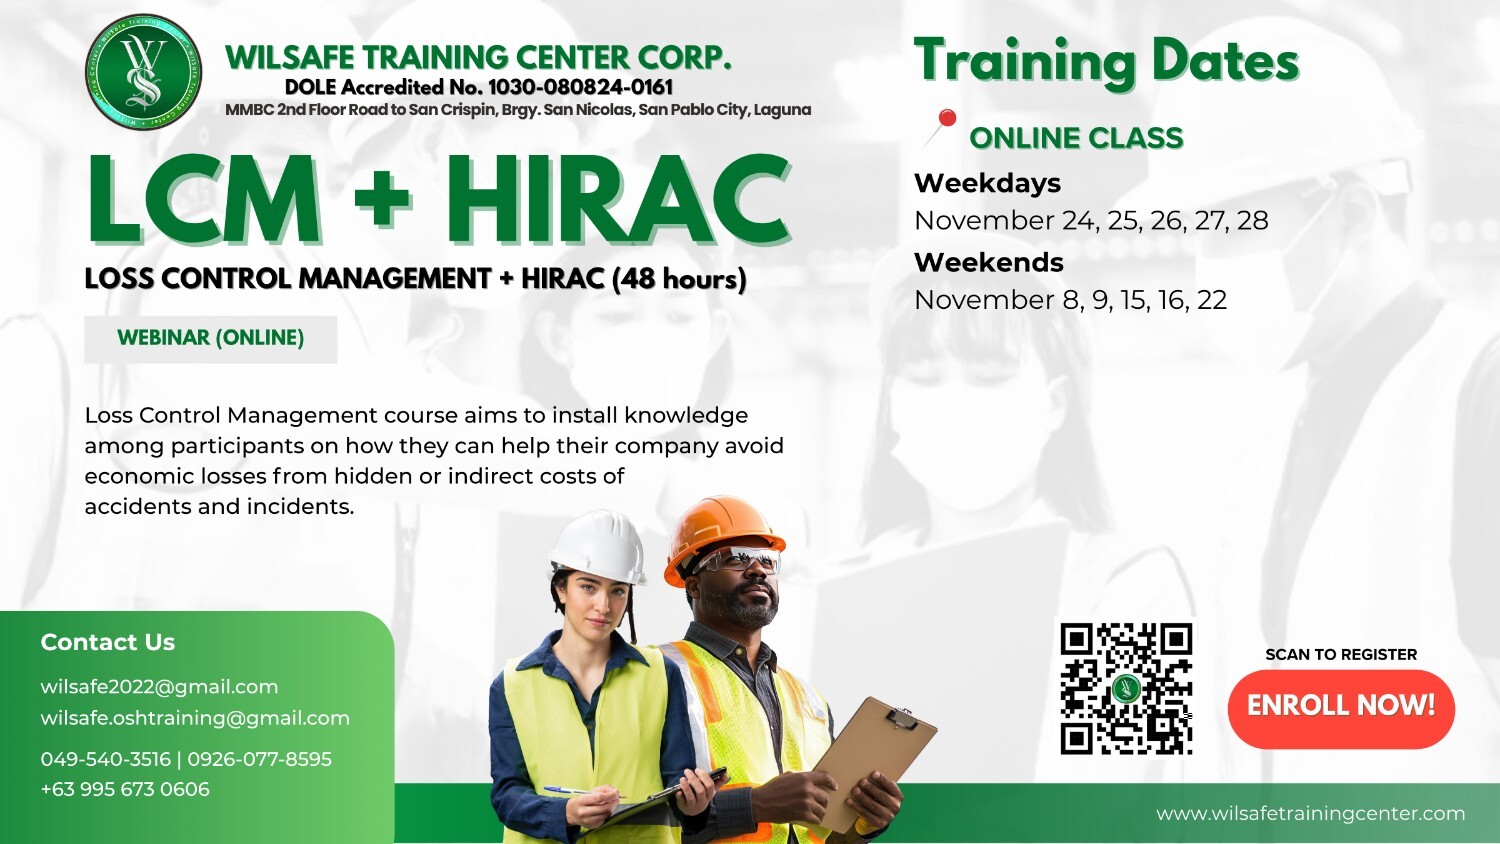 WILSAFE TRAINING CENTER CORP.
DOLE Accredited No. 1030-080824-0161
MMBC 2nd Floor Road to San Crispin, Brgy. San Nicolas, San Pablo City, Laguna
LCM + HIRAC
LOSS CONTROL MANAGEMENT + HIRAC (48 hours)
WEBINAR (ONLINE)
Loss Control Management course aims to install knowledge
among participants on how they can help their company avoid
economic losses from hidden or indirect costs of
accidents and incidents.
Training Dates
ONLINE CLASS
Weekdays
November 24, 25, 26, 27, 28
Weekends
November 8, 9, 15, 16, 22
Contact Us
wilsafe2022@gmail.com
wilsafe.oshtraining@gmail.com
049-540-3516 | 0926-077-8595
+63 995 673 0606
SCAN TO REGISTER
ENROLL NOW!
www.wilsafetrainingcenter.com